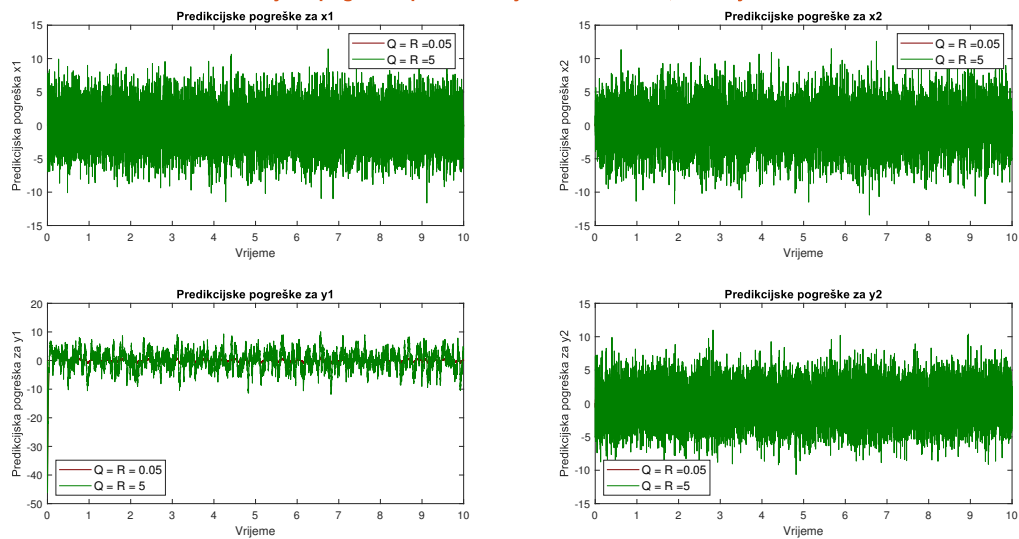 Predikcijske pogreške za x1
15
10
5
0
-5
-10
-15
Predikcijska pogreška x1
Q = R =0.05
Q = R =5
0 1 2 3 4 5 6 7 8 9 10
Vrijeme
Predikcijske pogreške za x2
15
10
5
0
-5
-10
-15
Predikcijska pogreška x2
Q = R =0.05
Q = R =5
0 1 2 3 4 5 6 7 8 9 10
Vrijeme
Predikcijske pogreške za y1
20
10
0
-10
-20
-30
-40
-50
Predikcijska pogreška za y1
Q = R = 0.05
Q = R = 5
0 1 2 3 4 5 6 7 8 9 10
Vrijeme
Predikcijske pogreške za y2
15
10
5
0
-5
-10
-15
Predikcijska pogreška za y2
Q = R =0.05
Q = R =5
0 1 2 3 4 5 6 7 8 9 10
Vrijeme